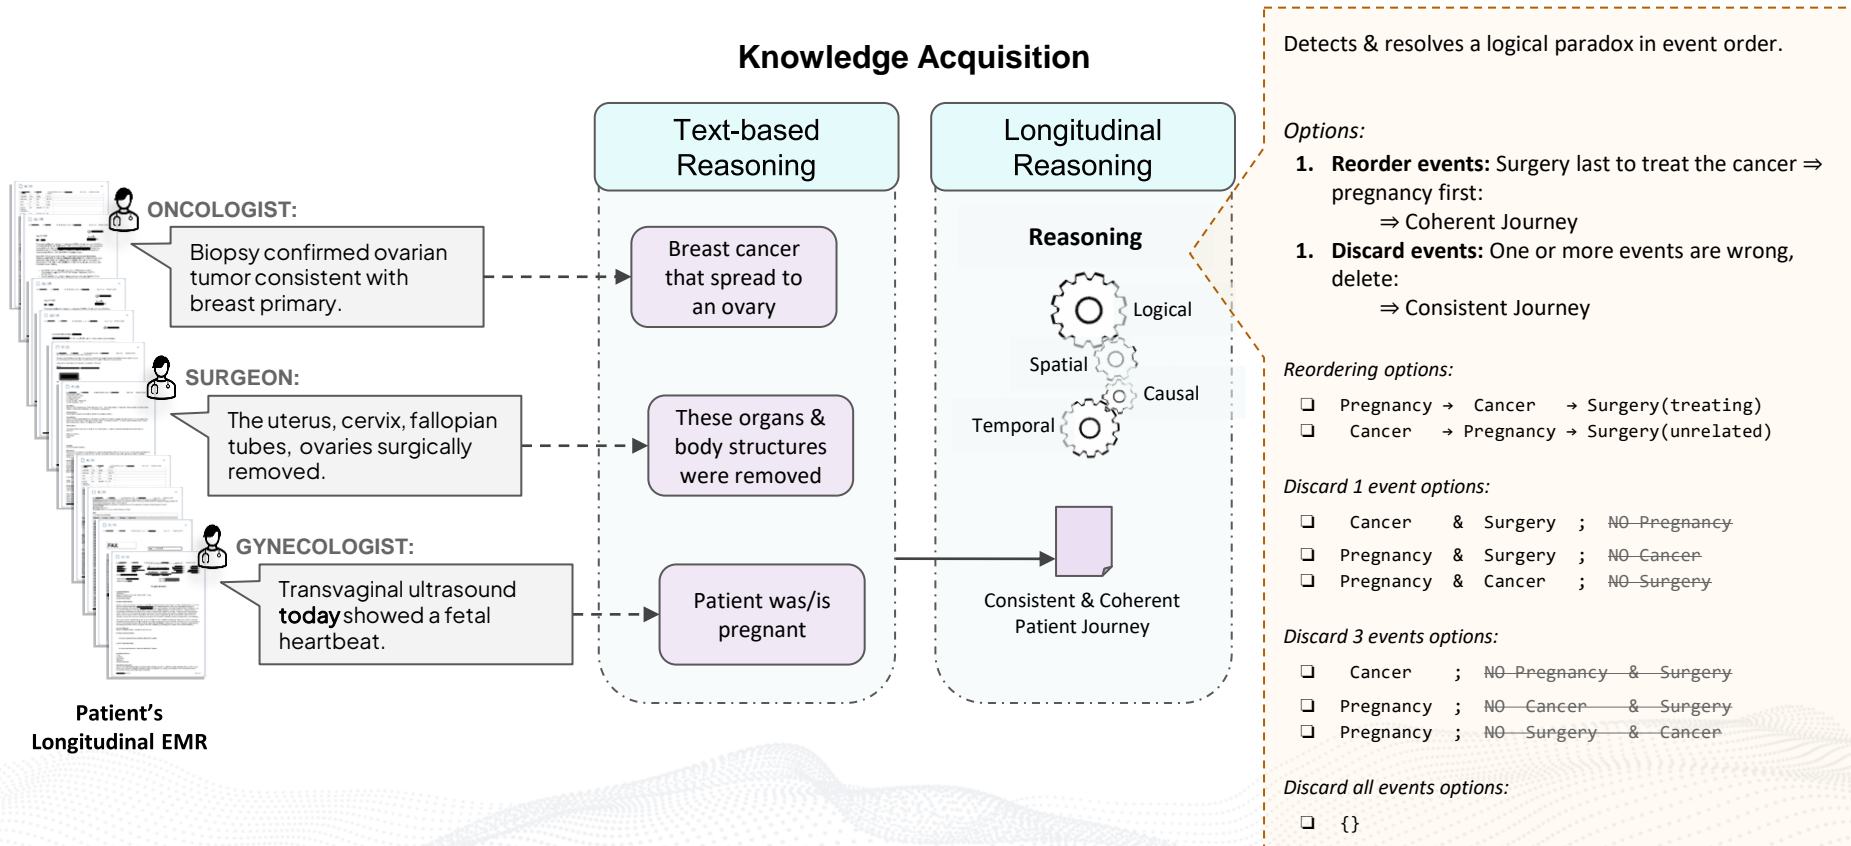 Knowledge Acquisition
Text-based
Reasoning
Longitudinal
Reasoning
ONCOLOGIST:
Biopsy confirmed ovarian
tumor consistent with
breast primary.
Breast cancer
that spread to
an ovary
SURGEON:
The uterus, cervix, fallopian
tubes, ovaries surgically
removed.
These organs &
body structures
were removed
GYNECOLOGIST:
Transvaginal ultrasound
today showed a fetal
heartbeat.
Patient was/is
pregnant
Patient's
Longitudinal EMR
FAX
Reasoning
Logical
Spatial
Causal
Temporal
Consistent & Coherent
Patient Journey
Detects & resolves a logical paradox in event order.
Options:
1. Reorder events: Surgery last to treat the cancer ⇒
pregnancy first:
⇒ Coherent Journey
1. Discard events: One or more events are wrong,
delete:
⇒ Consistent Journey
Reordering options:
❑ Pregnancy → Cancer → Surgery(treating)
❑ Cancer → Pregnancy → Surgery(unrelated)
Discard 1 event options:
❑ Cancer & Surgery ; NO Pregnancy
❑ Pregnancy & Surgery ; NO Cancer
❑ Pregnancy & Cancer ; NO Surgery
Discard 3 events options:
❑ Cancer ; NO Pregnancy & Surgery
❑ Pregnancy ; NO Cancer & Surgery
❑ Pregnancy ; NO Surgery & Cancer
Discard all events options:
❑ {}